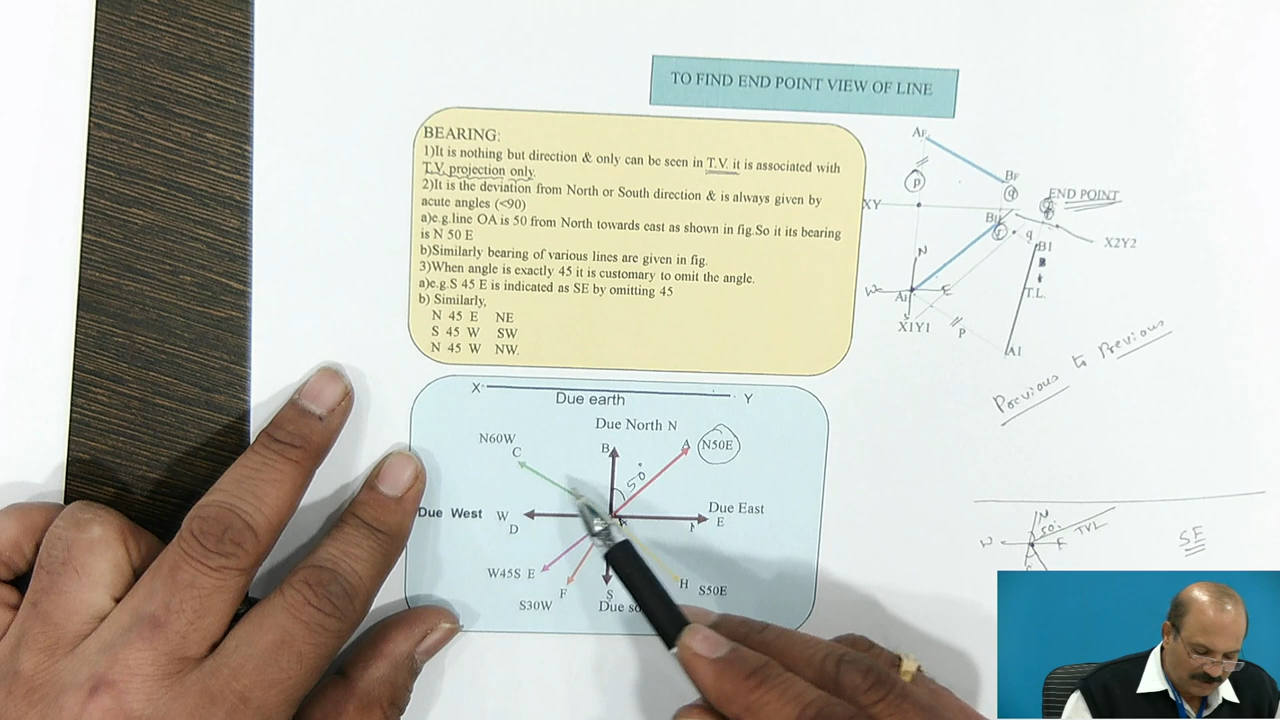 TO FIND END POINT VIEW OF LINE
BEARING:
1)It is nothing but direction & only can be seen in T.V. it is associated with
T.V. projection only.
2)It is the deviation from North or South direction & is always given by
acute angles (<90)
a)e.g.line OA is 50 from North towards east as shown in fig.So it its bearing
is N 50 E
b)Similarly bearing of various lines are given in fig.
3)When angle is exactly 45 it is customary to omit the angle.
a)e.g.S 45 E is indicated as SE by omitting 45
b) Similarly,
N 45 E NE
S 45 W SW
N 45 W NW.
AF
p
BF
q
XY
END POINT
q
X2Y2
B1
T.L.
N
W
E
X1Y1
P
A1
Previous to Previous
X Y
Due earth
Due North N
N60W
C
B
A
N50E
50°
Due West W
D
Due East
E
W45S E
F
S30W
S
H
S50E
N
50°
TVL
W
E
SE